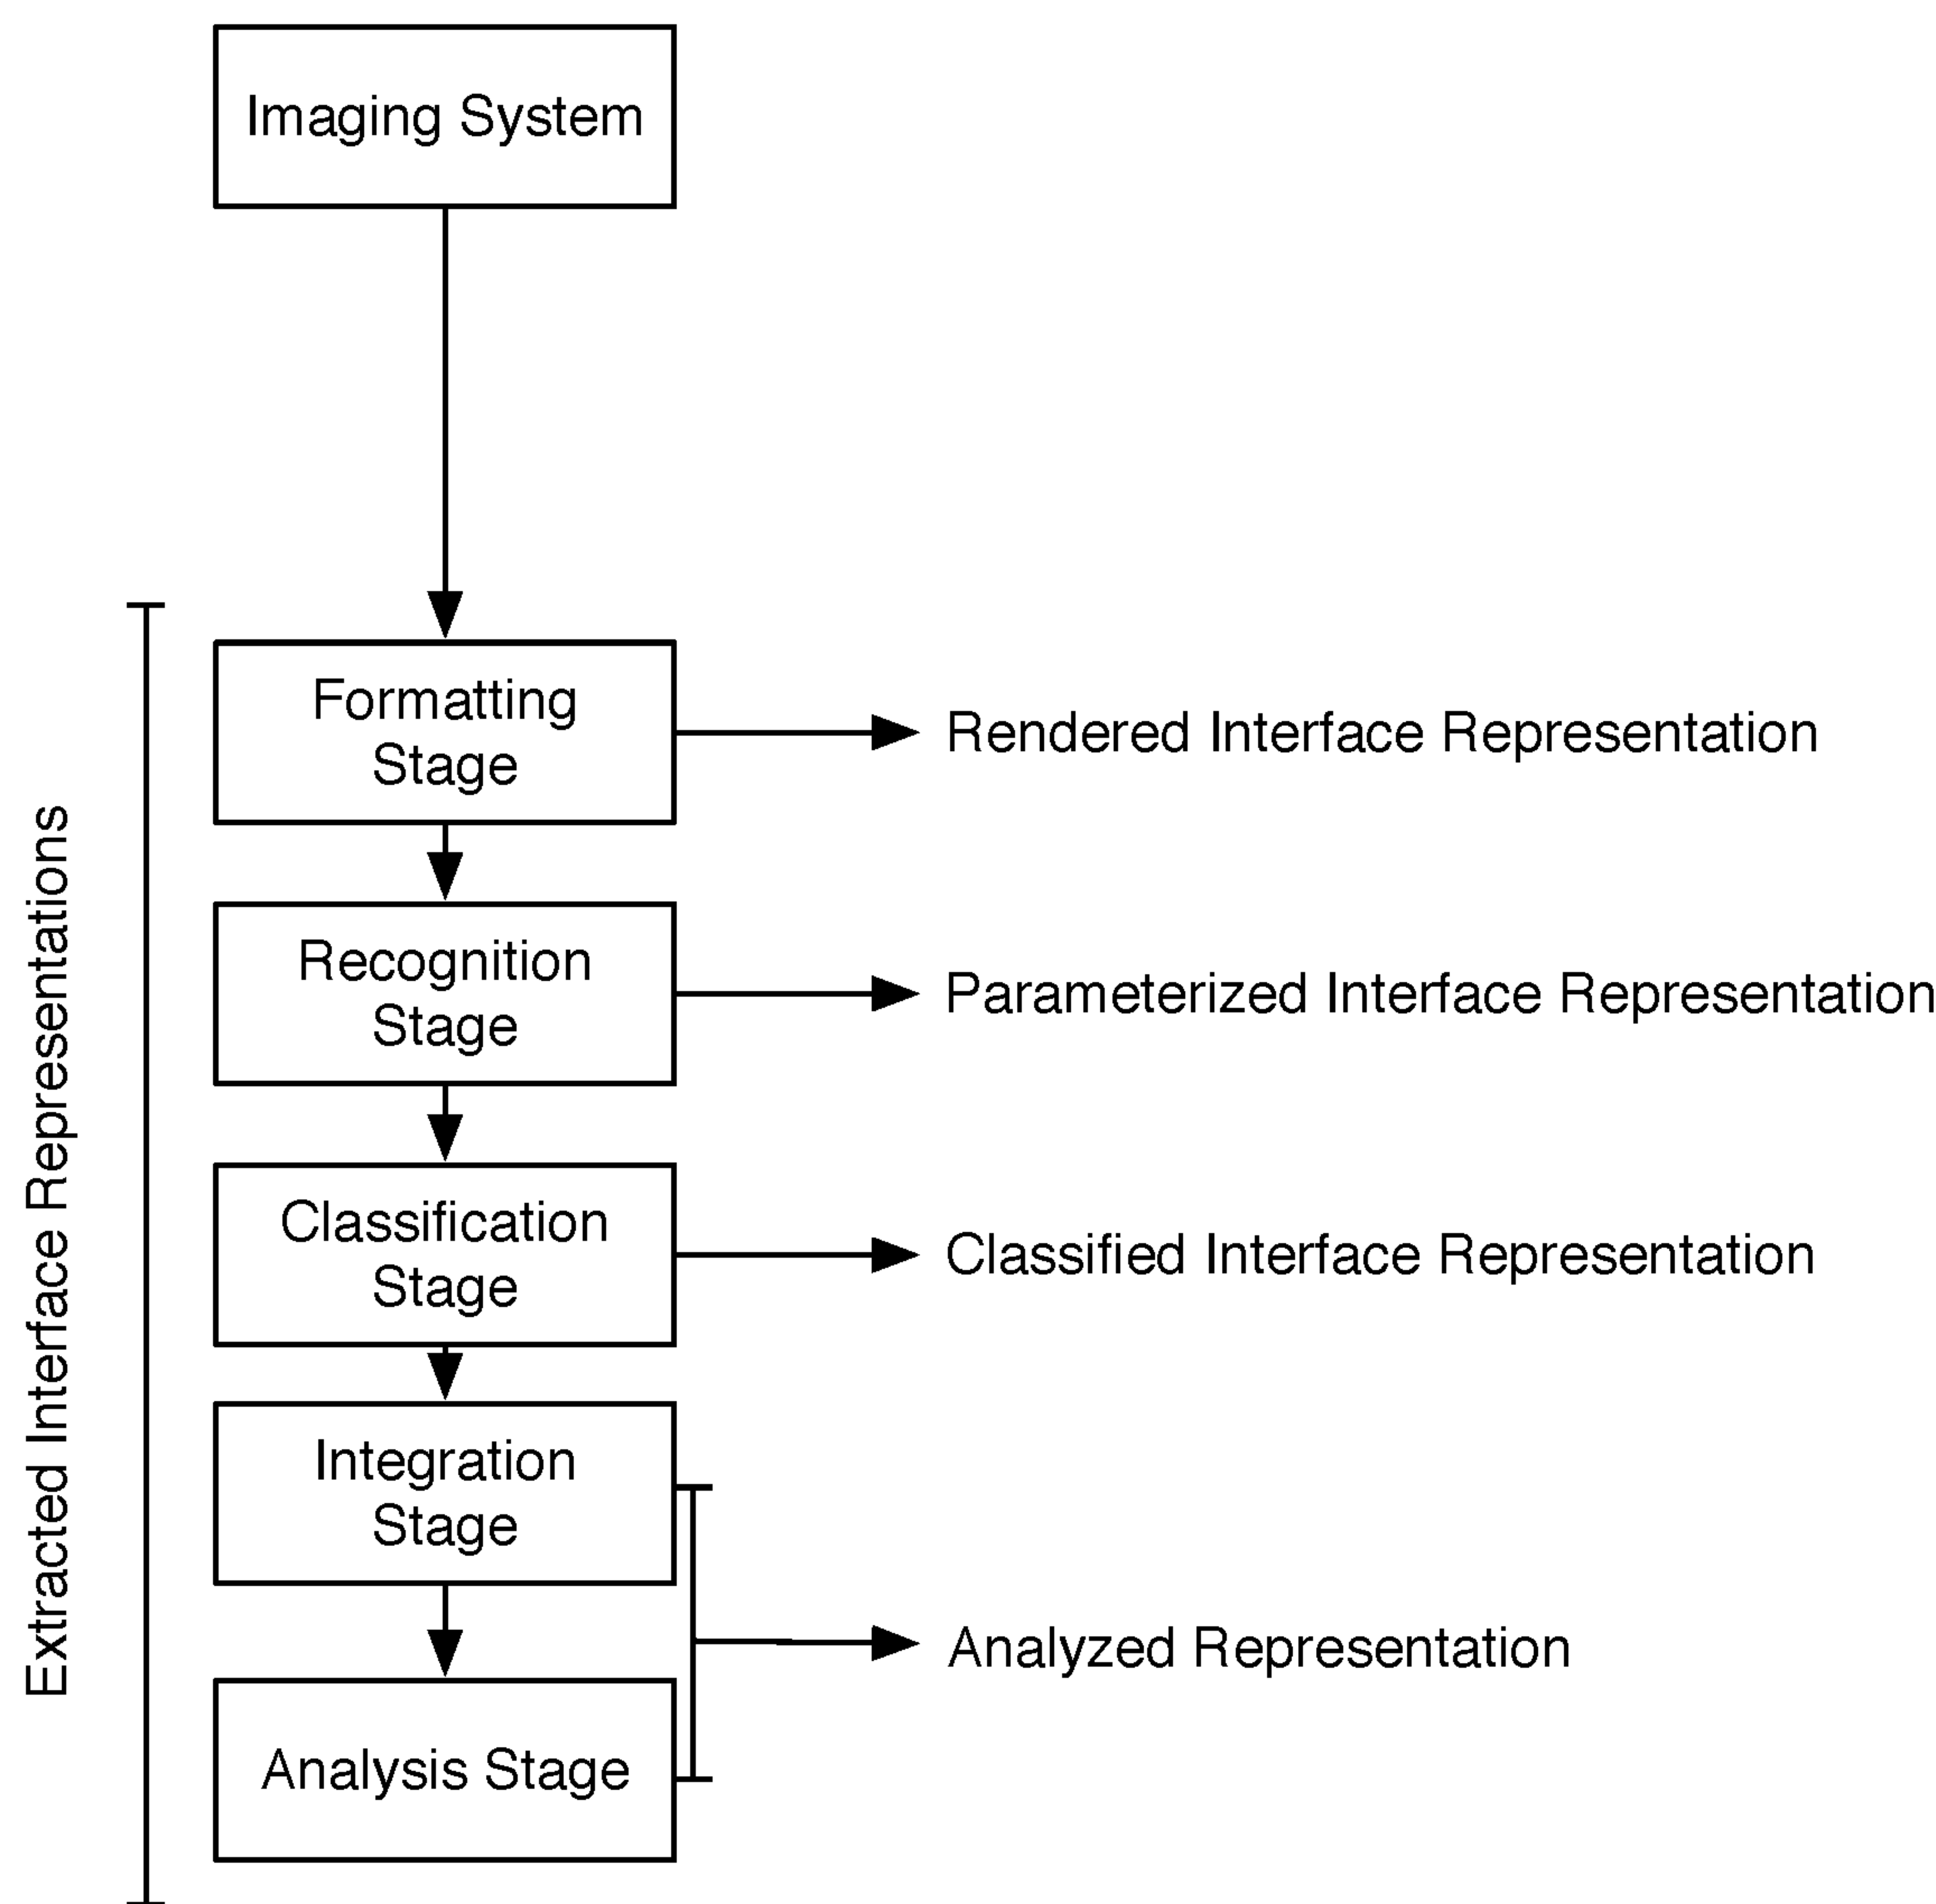 Imaging System
Formatting
Stage
Rendered Interface Representation
Recognition
Stage
Parameterized Interface Representation
Classification
Stage
Classified Interface Representation
Integration
Stage
Analyzed Representation
Analysis Stage
Extracted Interface Representations